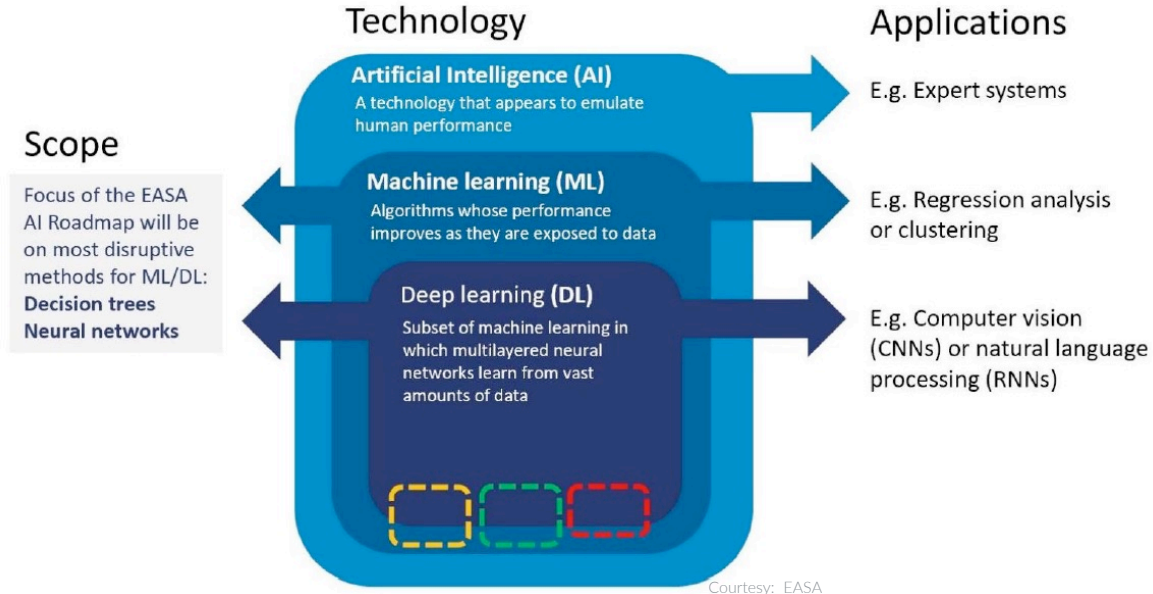 Technology
Applications
Artificial Intelligence (AI)
A technology that appears to emulate
human performance
E.g. Expert systems
Scope
Focus of the EASA
AI Roadmap will be
on most disruptive
methods for ML/DL:
Decision trees
Neural networks
Machine learning (ML)
Algorithms whose performance
improves as they are exposed to data
E.g. Regression analysis
or clustering
Deep learning (DL)
Subset of machine learning in
which multilayered neural
networks learn from vast
amounts of data
E.g. Computer vision
(CNNs) or natural language
processing (RNNs)
Courtesy: EASA